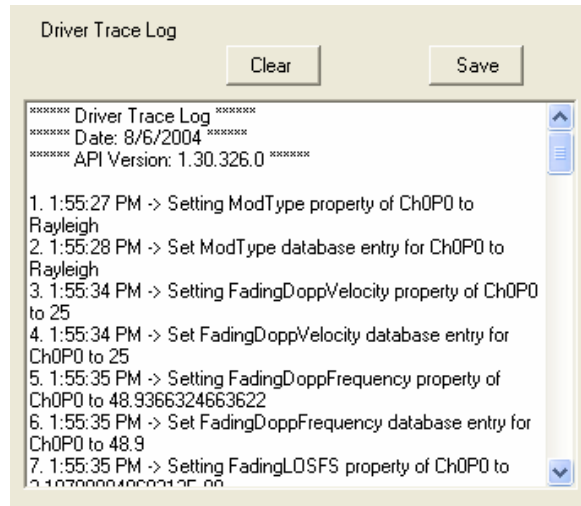 Driver Trace Log
Clear Save
****** Driver Trace Log ******
****** Date: 8/6/2004 ******
****** API Version: 1.30.326.0 ******
1. 1:55:27 PM -> Setting ModType property of Ch0P0 to
Rayleigh
2. 1:55:28 PM -> Set ModType database entry for Ch0P0 to
Rayleigh
3. 1:55:34 PM -> Setting FadingDoppVelocity property of Ch0P0
to 25
4. 1:55:34 PM -> Set FadingDoppVelocity database entry for
Ch0P0 to 25
5. 1:55:35 PM -> Setting FadingDoppFrequency property of
Ch0P0 to 48.9366324663622
6. 1:55:35 PM -> Set FadingDoppFrequency database entry for
Ch0P0 to 48.9
7. 1:55:35 PM -> Setting FadingLOSFS property of Ch0P0 to